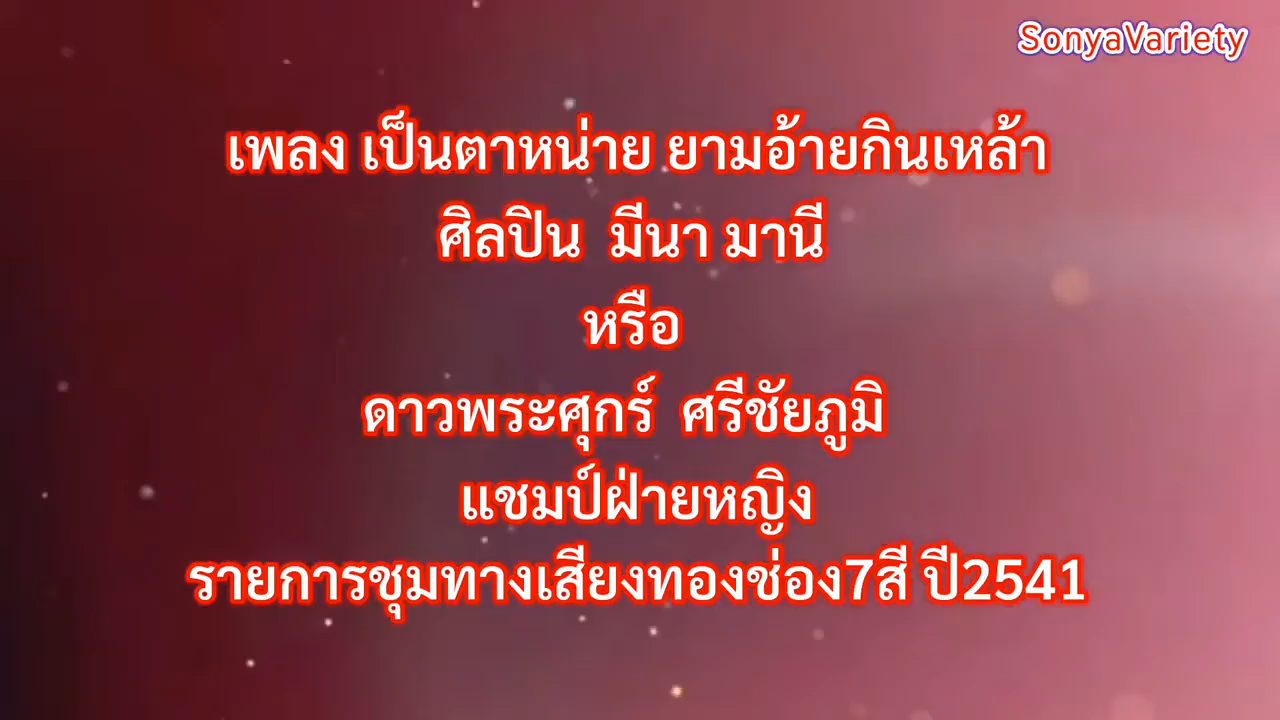 SonyaVariety
เพลง เป็นตาหน่าย ยามอ้ายกินเหล้า
ศิลปิน มีนา มานี
หรือ
ดาวพระศุกร์ ศรีชัยภูมิ
แชมป์ฝ่ายหญิง
รายการชุมทางเสียงทองช่อง7สี ปี2541